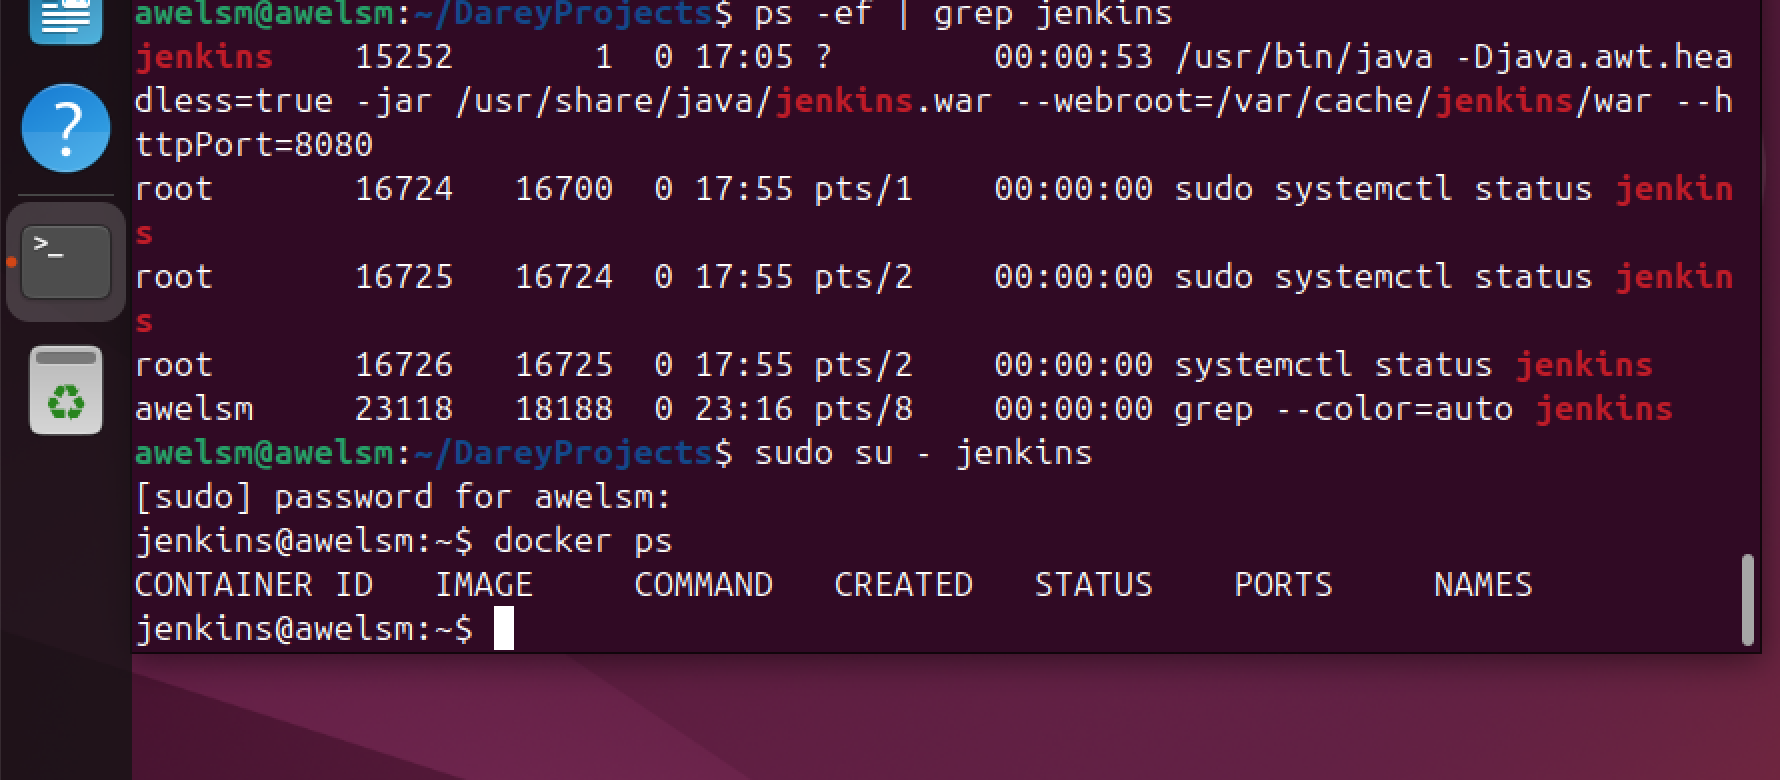 awelsm@awelsm:~/DareyProjects$ ps -ef | grep jenkins
jenkins    15252       1  0 17:05 ?        00:00:53 /usr/bin/java -Djava.awt.hea
dless=true -jar /usr/share/java/jenkins.war --webroot=/var/cache/jenkins/war --h
ttpPort=8080
root       16724   16700  0 17:55 pts/1    00:00:00 sudo systemctl status jenkin
s
root       16725   16724  0 17:55 pts/2    00:00:00 sudo systemctl status jenkin
s
root       16726   16725  0 17:55 pts/2    00:00:00 systemctl status jenkins
awelsm     23118   18188  0 23:16 pts/8    00:00:00 grep --color=auto jenkins
awelsm@awelsm:~/DareyProjects$ sudo su - jenkins
[sudo] password for awelsm:
jenkins@awelsm:~$ docker ps
CONTAINER ID   IMAGE     COMMAND   CREATED   STATUS    PORTS     NAMES
jenkins@awelsm:~$